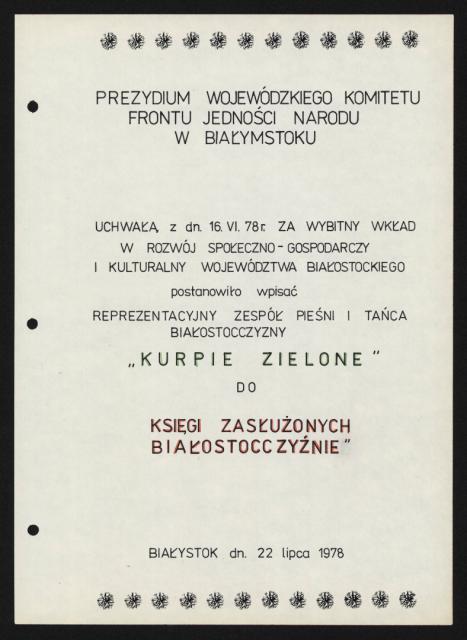 PREZYDIUM WOJEWÓDZKIEGO KOMITETU
FRONTU JEDNOŚCI NARODU
W BIAŁYMSTOKU
UCHWAŁĄ, z dn. 16. VI. 78 r. ZA WYBITNY WKŁAD
W ROZWÓJ SPOŁECZNO-GOSPODARCZY
I KULTURALNY WOJEWÓDZTWA BIAŁOSTOCKIEGO
postanowiło wpisać
REPREZENTACYJNY ZESPÓŁ PIEŚNI I TAŃCA
BIAŁOSTOCCZYZNY
„KURPIE ZIELONE”
DO
KSIĘGI ZASŁUŻONYCH
BIAŁOSTOCCZYŹNIE”
BIAŁYSTOK dn. 22 lipca 1978